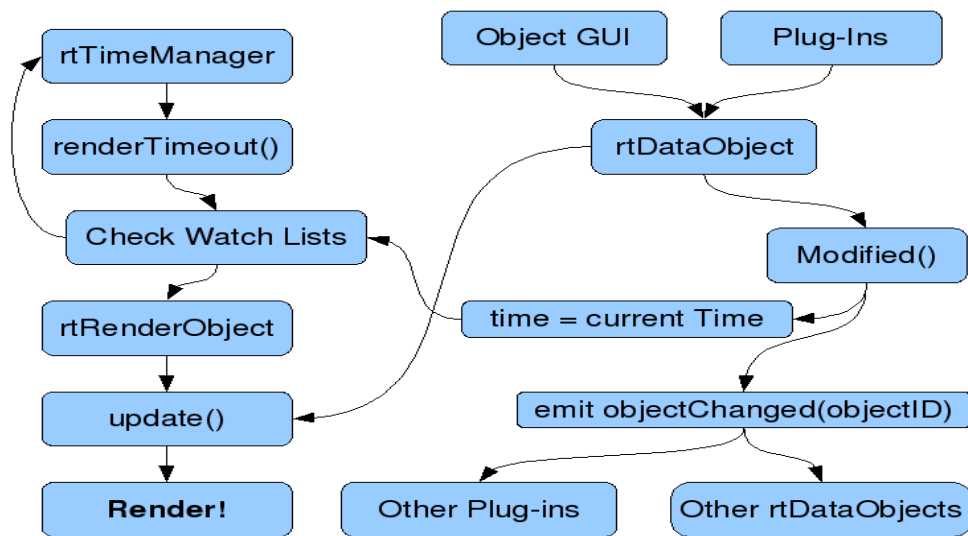 Object GUI
Plug-Ins
rtTimeManager
renderTimeout()
rtDataObject
Check Watch Lists
Modified()
rtRenderObject
time = current Time
update()
emit objectChanged(objectID)
Render!
Other Plug-ins
Other rtDataObjects